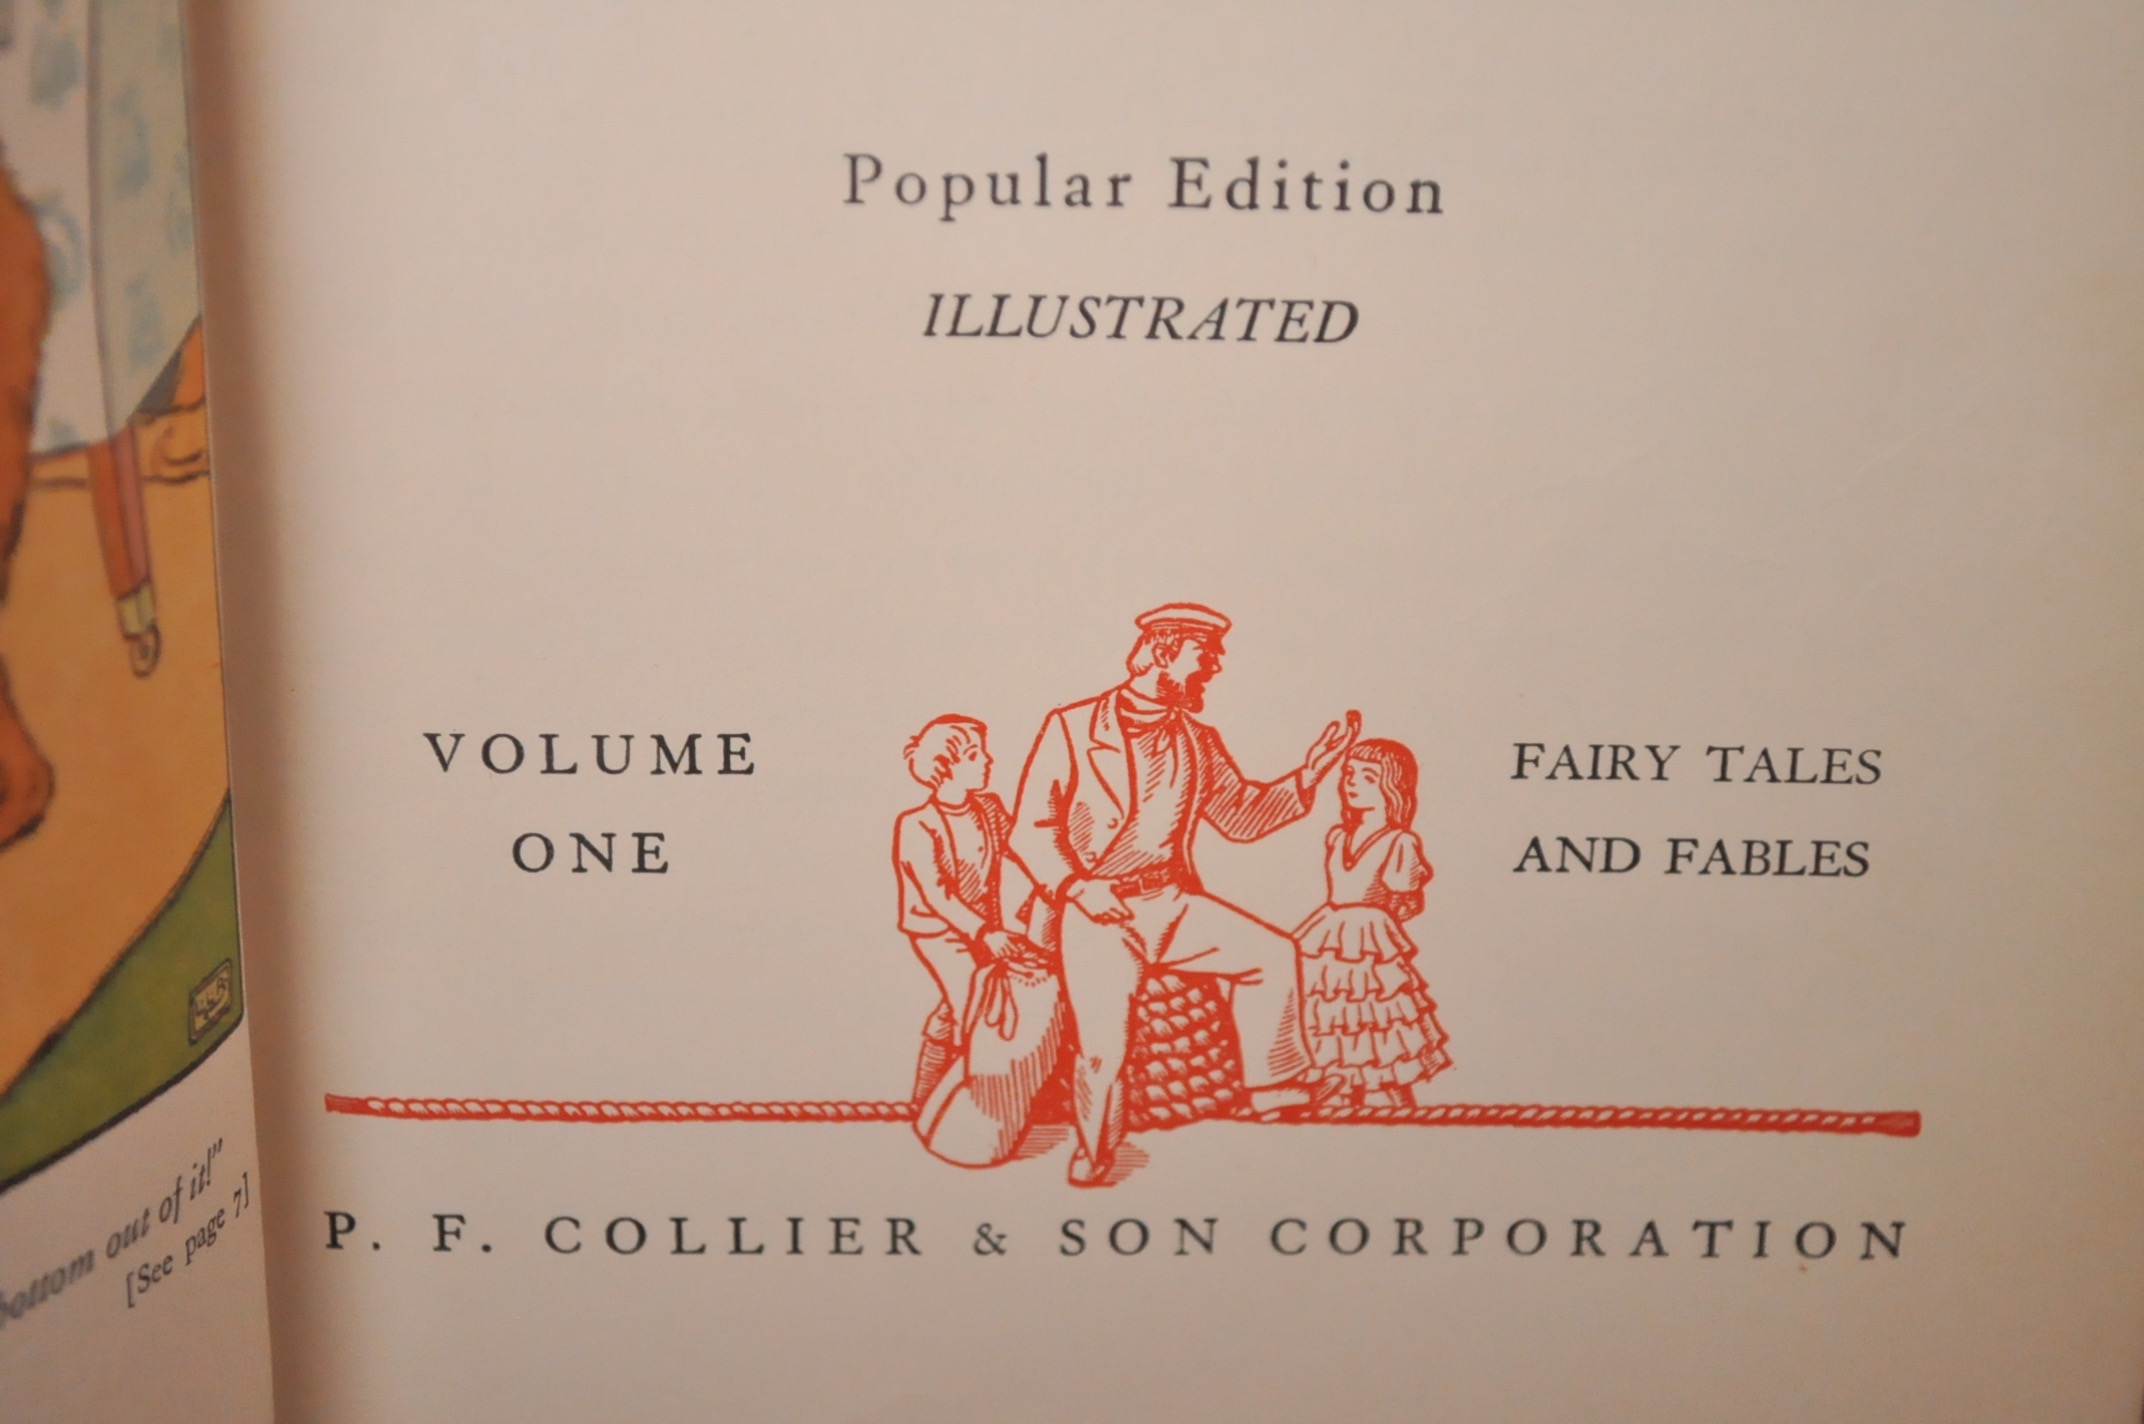 Popular Edition
ILLUSTRATED
VOLUME
ONE
FAIRY TALES
AND FABLES
P. F. COLLIER & SON CORPORATION
bottom out of it!"
[See page 7]